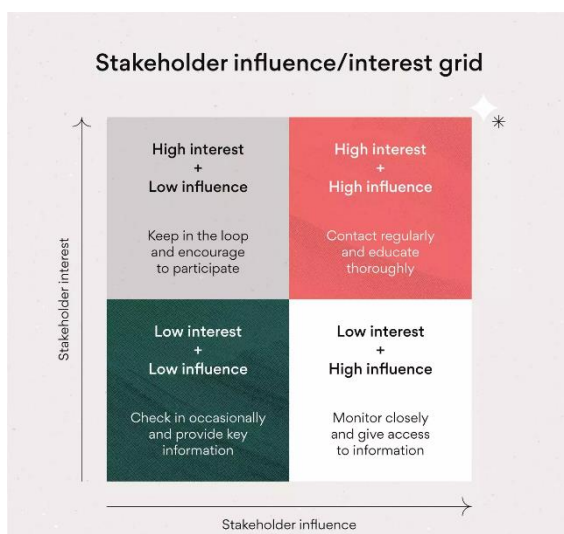 Stakeholder influence/interest grid
High interest
+
Low influence
Keep in the loop
and encourage
to participate
High interest
+
High influence
Contact regularly
and educate
thoroughly
Low interest
+
Low influence
Check in occasionally
and provide key
information
Low interest
+
High influence
Monitor closely
and give access
to information
Stakeholder interest
Stakeholder influence